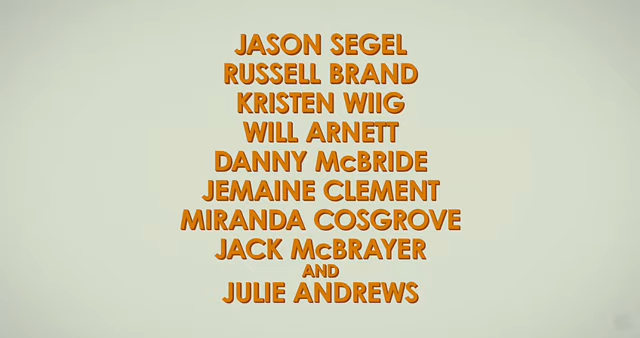 JASON SEGEL
RUSSELL BRAND
KRISTEN WIIG
WILL ARNETT
DANNY McBRIDE
JEMAINE CLEMENT
MIRANDA COSGROVE
JACK McBRAYER
AND
JULIE ANDREWS